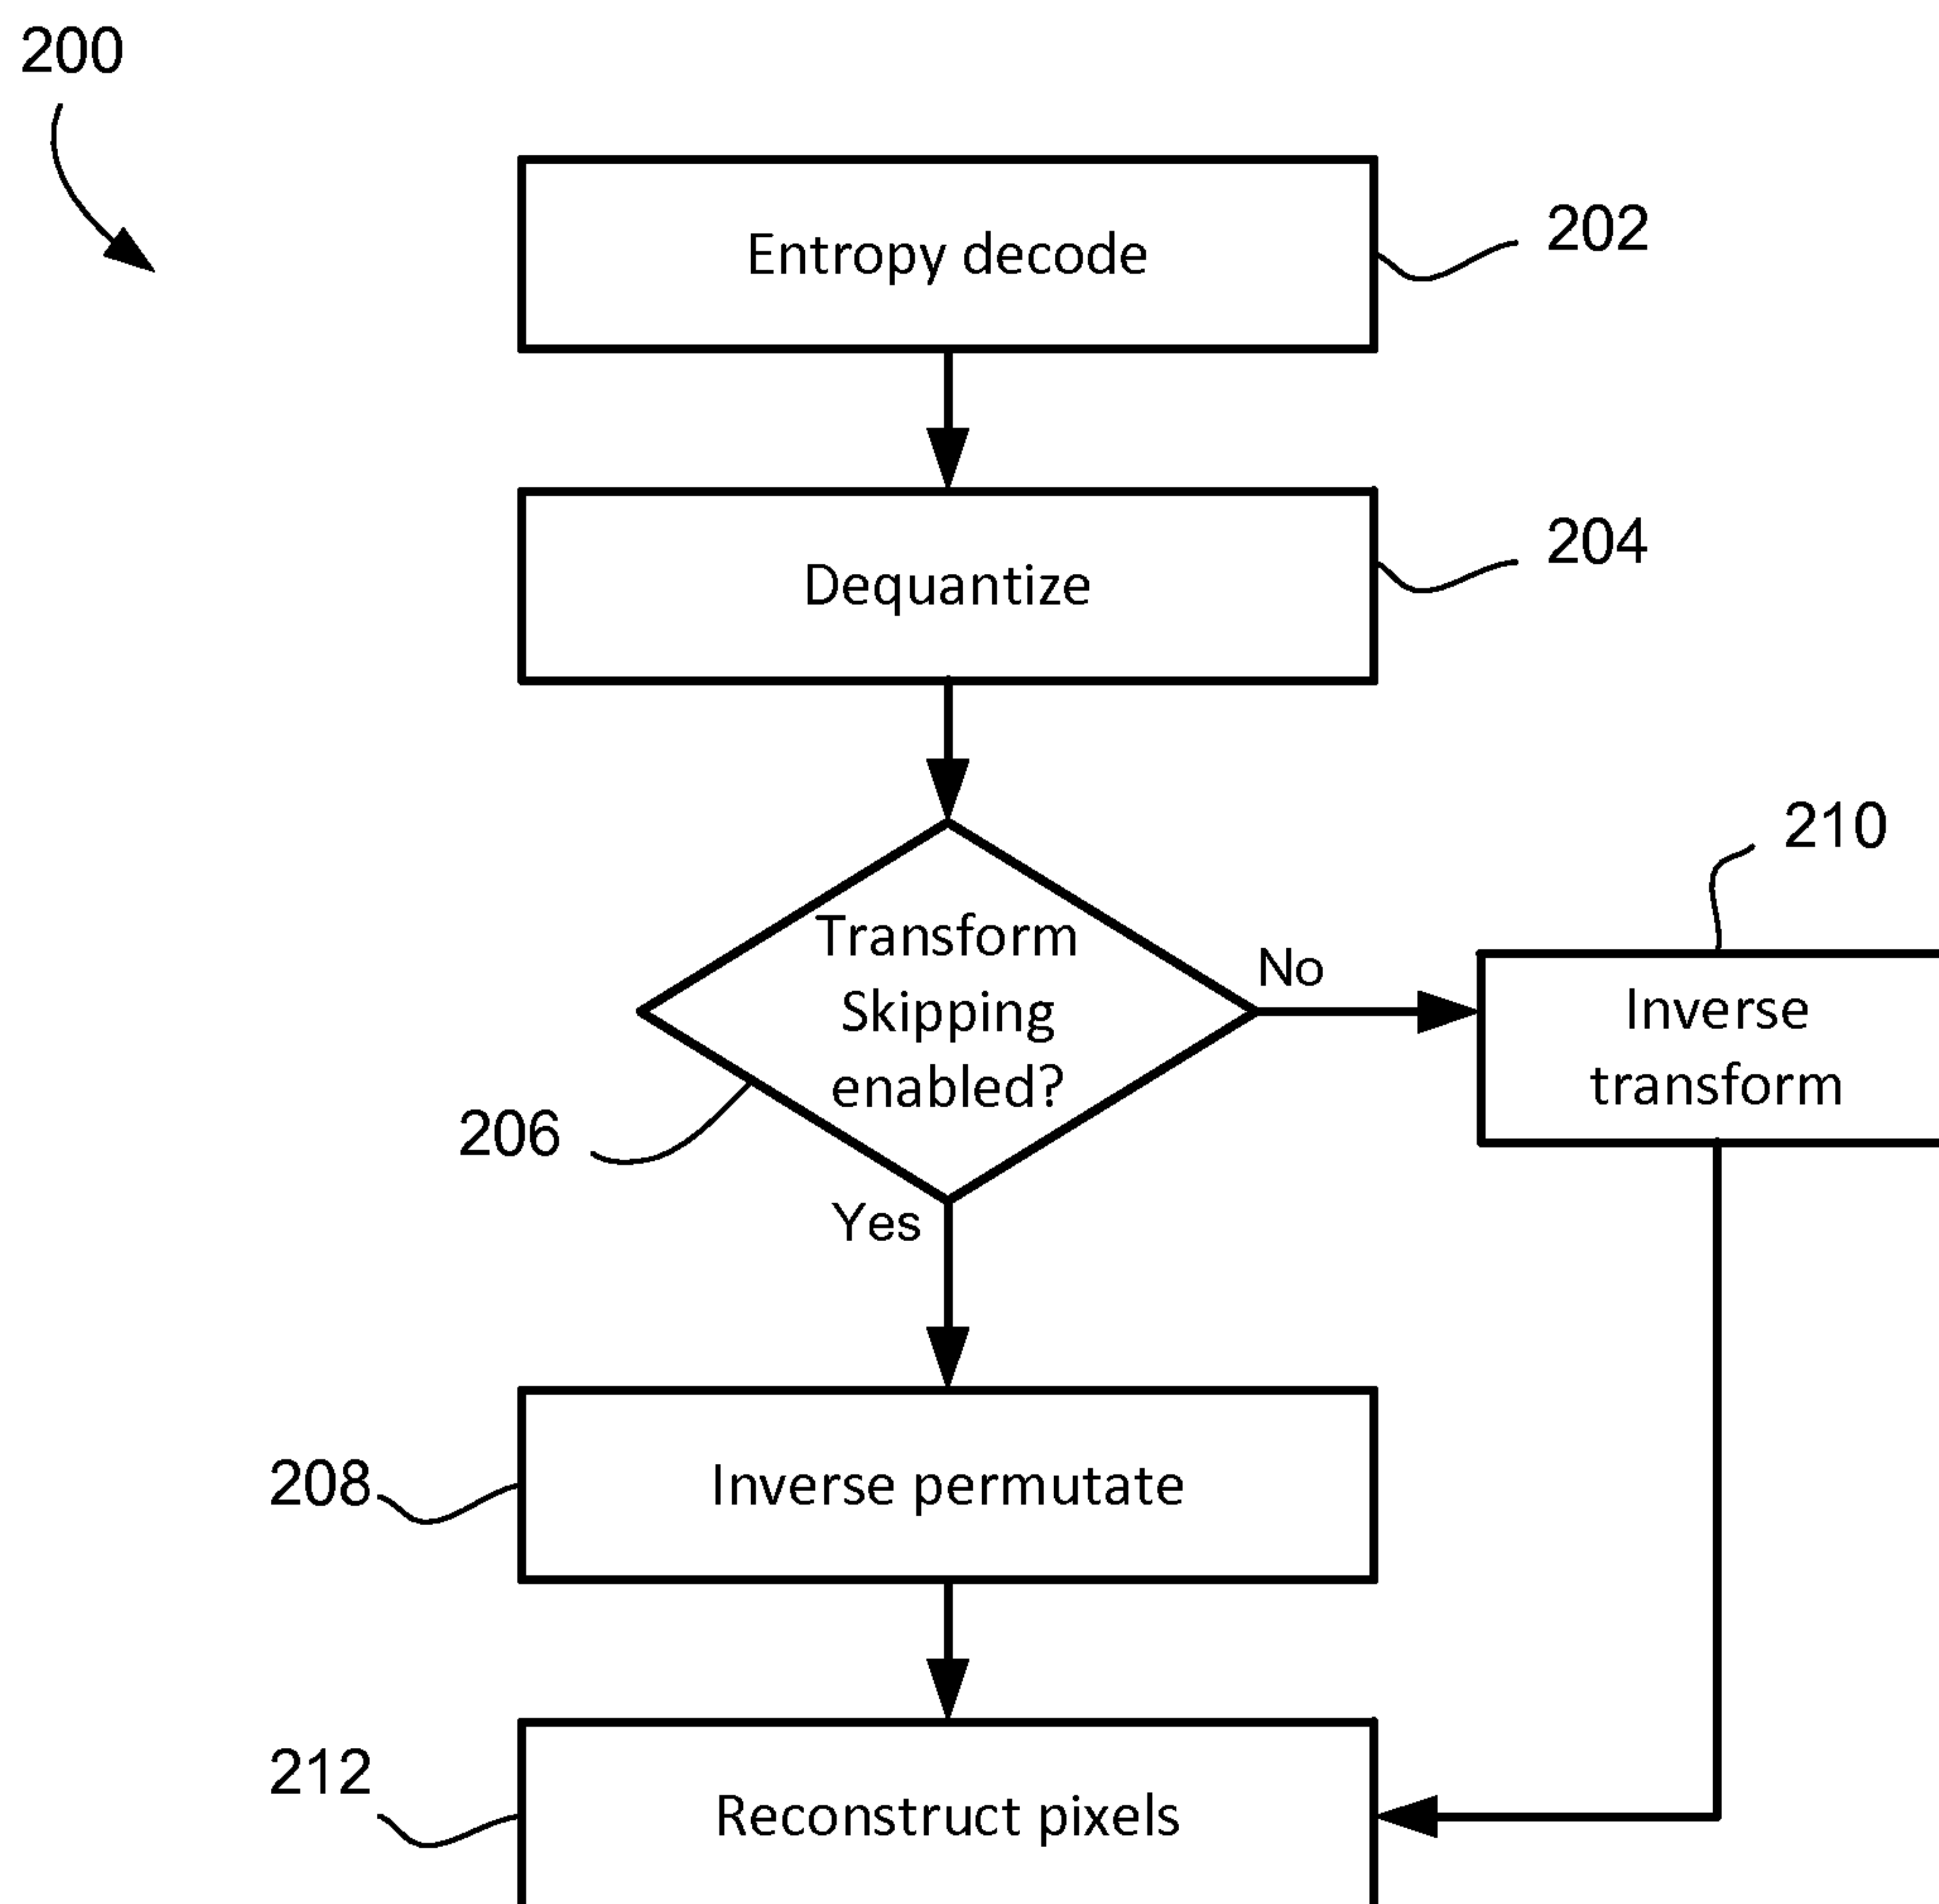 200
Entropy decode
202
Dequantize
204
Transform
Skipping
enabled?
206
No
210
Inverse
transform
Yes
Inverse permutate
208
Reconstruct pixels
212